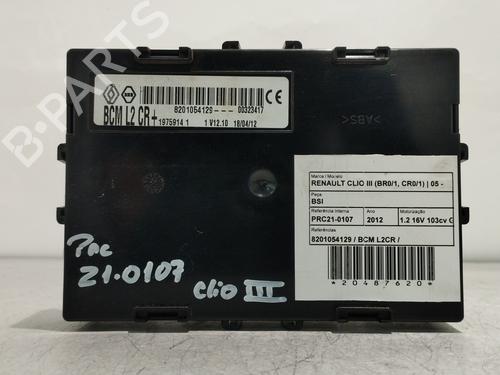 8201054129--- 00323417
BCM L2 CR+
1975914 1 1 V12.10 18/04/12
CE
>ABS<
Marca / Modelo
RENAULT CLIO III (BR0/1, CR0/1) | 05 -
Peça
BSI
Referência Interna Ano Motorização
PRC21-0107 2012 1.2 16V 103cv G
Referências
8201054129 / BCM L2CR /
*20487620*
PRC
21.0107
Clio III
B-PARTS